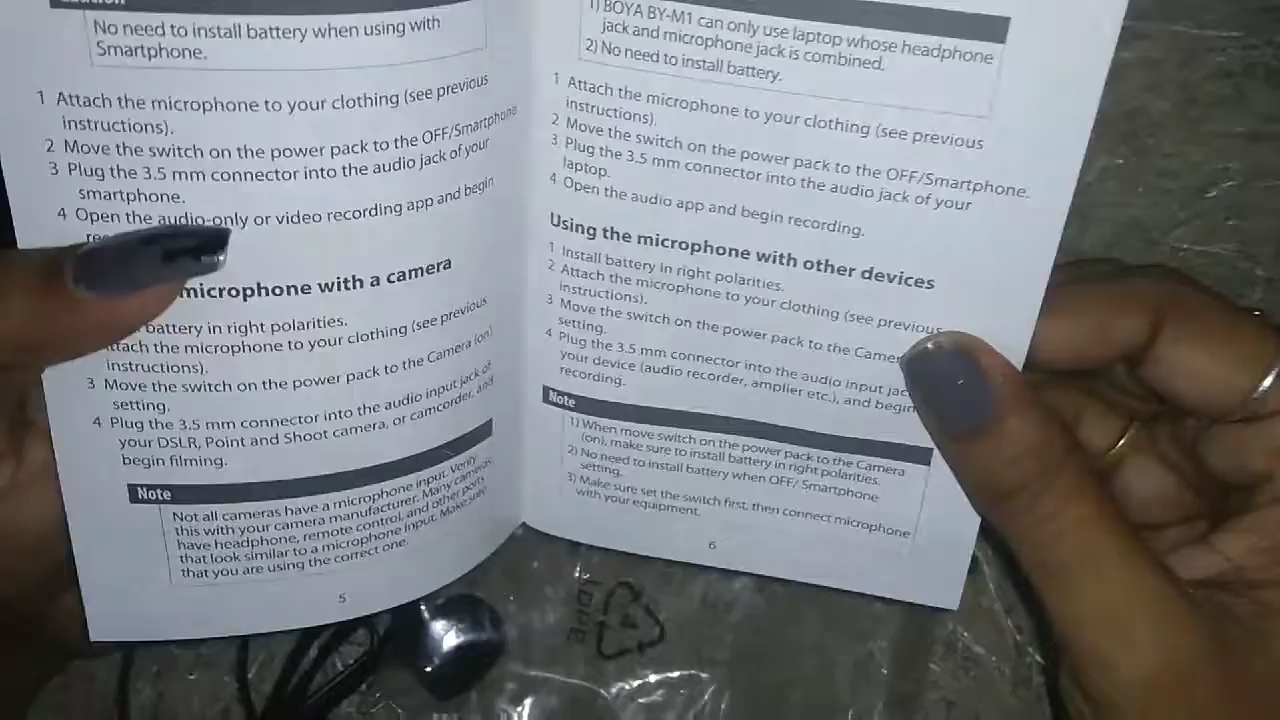 No need to install battery when using with
Smartphone.
1 Attach the microphone to your clothing (see previous
instructions).
2 Move the switch on the power pack to the OFF/Smartphone
3 Plug the 3.5 mm connector into the audio jack of your
smartphone.
4 Open the audio-only or video recording app and begin
microphone with a camera
battery in right polarities.
the microphone to your clothing (see previous
instructions).
3 Move the switch on the power pack to the Camera (on)
setting.
4 Plug the 3.5 mm connector into the audio input jack of
your DSLR, Point and Shoot camera, or camcorder, and
begin filming.
Note
Not all cameras have a microphone input. Verify
this with your camera manufacturer. Many cameras
have headphone, remote control, and other ports
that look similar to a microphone input. Make sure
that you are using the correct one.
5
1) BOYA BY-M1 can only use laptop whose headphone
jack and microphone jack is combined.
2) No need to install battery.
1 Attach the microphone to your clothing (see previous
instructions).
2 Move the switch on the power pack to the OFF/Smartphone.
3 Plug the 3.5 mm connector into the audio jack of your
laptop.
4 Open the audio app and begin recording.
Using the microphone with other devices
1 Install battery in right polarities.
2 Attach the microphone to your clothing (see previous
instructions).
3 Move the switch on the power pack to the
setting.
4 Plug the 3.5 mm connector into the audio input
your device (audio recorder, amplier etc.), and begin
recording.
Note
1) When move switch on the power pack to the Camera
(on), make sure to install battery in right polarities.
2) No need to install battery when OFF/ Smartphone
setting.
3) Make sure set the switch first, then connect microphone
with your equipment.
6
4